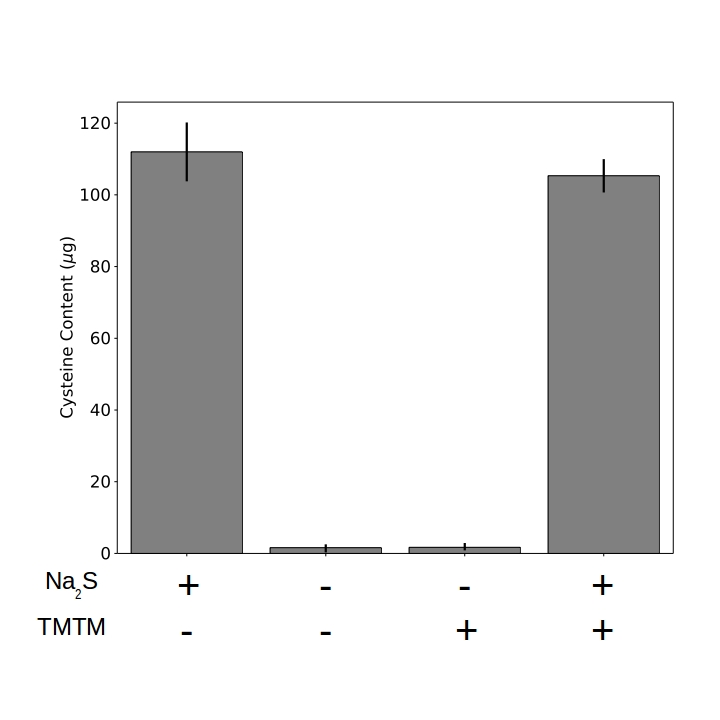 120
100
80
60
40
20
0
Cysteine Content (μg)
Na₂S + - - +
TMTM - - + +